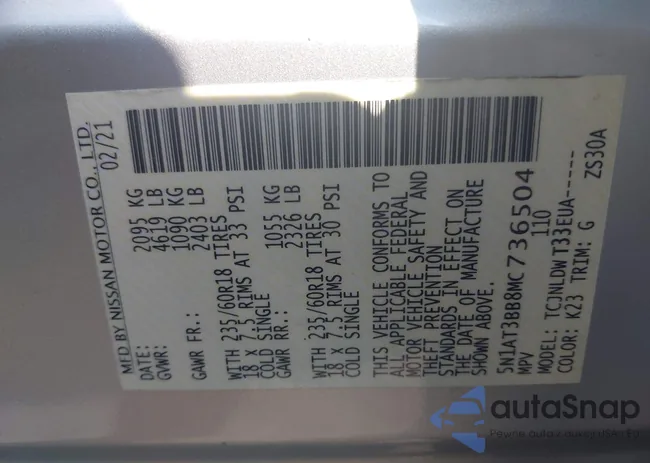 MFD BY NISSAN MOTOR CO., LTD.
DATE: 02/21
GVWR: 2095 KG
4619 LB
GAWR FR.: 1090 KG
2403 LB
WITH 235/60R18 TIRES
18 X 7.5 RIMS AT 33 PSI
COLD SINGLE
GAWR RR.: 1055 KG
2326 LB
WITH 235/60R18 TIRES
18 X 7.5 RIMS AT 30 PSI
COLD SINGLE
THIS VEHICLE CONFORMS TO
ALL APPLICABLE FEDERAL
MOTOR VEHICLE SAFETY AND
THEFT PREVENTION
STANDARDS IN EFFECT ON
THE DATE OF MANUFACTURE
SHOWN ABOVE.
5N1AT3BB8MC736504
MPV 110
MODEL: TCJNLDWT33EUA-----
COLOR: K23 TRIM: G ZS30A
autaSnap
Pewne auta z aukcji